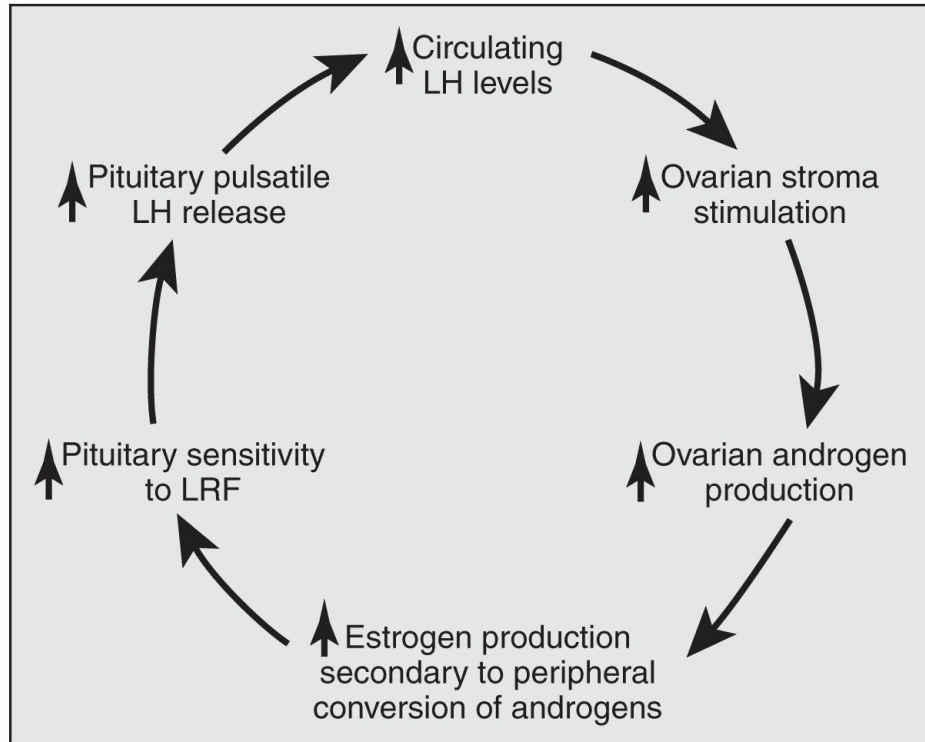 Circulating
LH levels
Ovarian stroma
stimulation
Ovarian androgen
production
Estrogen production
secondary to peripheral
conversion of androgens
Pituitary sensitivity
to LRF
Pituitary pulsatile
LH release